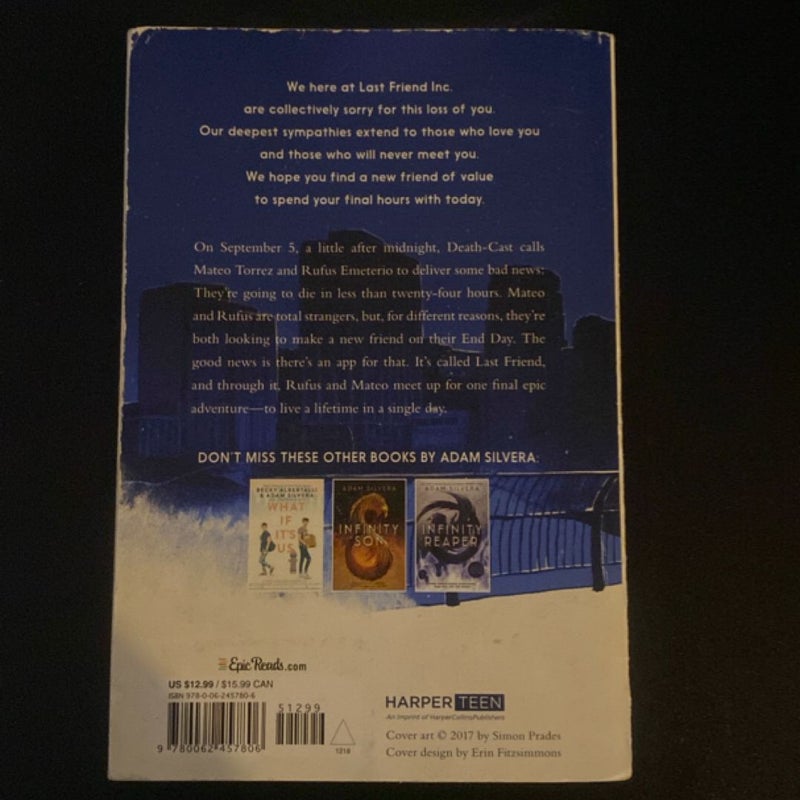 We here at Last Friend Inc.
are collectively sorry for this loss of you.
Our deepest sympathies extend to those who love you
and those who will never meet you.
We hope you find a new friend of value
to spend your final hours with today.
On September 5, a little after midnight, Death-Cast calls
Mateo Torrez and Rufus Emeterio to deliver some bad news:
They're going to die in less than twenty-four hours. Mateo
and Rufus are total strangers, but, for different reasons, they're
both looking to make a new friend on their End Day. The
good news is there's an app for that. It's called Last Friend,
and through it, Rufus and Mateo meet up for one final epic
adventure—to live a lifetime in a single day.
DON'T MISS THESE OTHER BOOKS BY ADAM SILVERA:
BECKY ALBERTALLI
& ADAM SILVERA
WHAT
IF
IT'S
US
ADAM SILVERA
INFINITY
SON
ADAM SILVERA
INFINITY
REAPER
EpicReads.com
US $12.99 / $15.99 CAN
ISBN 978-0-06-245780-6
51299
9 780062 457806
1218
HARPER TEEN
An Imprint of HarperCollinsPublishers
Cover art © 2017 by Simon Prades
Cover design by Erin Fitzsimmons